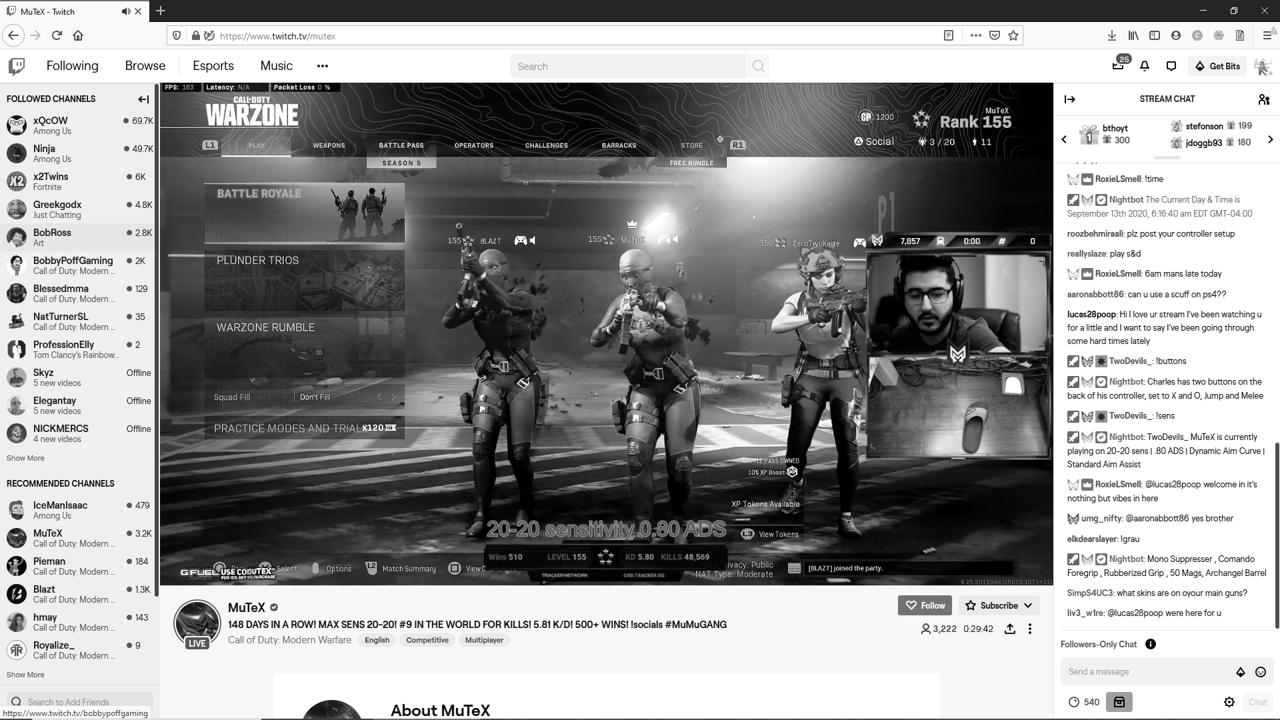 MuTeX - Twitch
https://www.twitch.tv/mutex
Following
Browse
Esports
Music
Search
25
Get Bits
FOLLOWED CHANNELS
xQcOW
69.7K
Among Us
Ninja
49.7K
Among Us
x2Twins
6K
Fortnite
Greekgodx
4.8K
Just Chatting
BobRoss
2.8K
Art
BobbyPoffGaming
2K
Call of Duty: Modern ...
Blessedmma
129
Call of Duty: Modern ...
NatTurnerSL
35
Call of Duty: Modern ...
ProfessionElly
2
Tom Clancy's Rainbow...
Skyz
Offline
5 new videos
Elegantay
Offline
5 new videos
NICKMERCS
Offline
4 new videos
Show More
RECOMMENDED CHANNELS
IceManIsaac
479
Among Us
MuTeX
3.2K
Call of Duty: Modern ...
Pieman
184
Call of Duty: Modern ...
Blazt
1.3K
Call of Duty: Modern ...
hmay
143
Call of Duty: Modern ...
Royalize_
9
Call of Duty: Modern ...
Show More
Search to Add Friends
https://www.twitch.tv/bobbypoffgaming
FPS: 163
Latency: N/A
Packet Loss 0 %
CALL·DUTY
WARZONE
CP 1200
MuTeX
Rank 155
Social
3 / 20
11
L1
PLAY
WEAPONS
BATTLE PASS
OPERATORS
CHALLENGES
BARRACKS
STORE
R1
SEASON 5
FREE BUNDLE
BATTLE ROYALE
PLUNDER TRIOS
WARZONE RUMBLE
Squad Fill
Don't Fill
PRACTICE MODES AND TRIAL
x120
155
BLAZT
155
MuTeX
ZeroTwoKaite
7,857
0:00
#
0
P1
BATTLE PASS OWNED
10% XP Boost
XP Tokens Available
L3 View Tokens
20-20 sensitivity 0.80 ADS
Wins 510
LEVEL 155
KD 5.80
KILLS 48,569
TRACKER NETWORK
COD.TRACKER.GG
GFUEL
USE CODE TEX
Select
Options
L2 Match Summary
ivacy: Public
NAT Type: Moderate
[BLAZT] joined the party.
MuTeX
LIVE
148 DAYS IN A ROW! MAX SENS 20-20! #9 IN THE WORLD FOR KILLS! 5.81 K/D! 500+ WINS! !socials #MuMuGANG
Call of Duty: Modern Warfare
English
Competitive
Multiplayer
Follow
Subscribe
3,222
0:29:42
About MuTeX
STREAM CHAT
bthoyt
300
stefonson 199
jdoggb93 180
RoxieLSmell: !time
Nightbot The Current Day & Time is
September 13th 2020, 6:16:40 am EDT GMT-04:00
roozbehmiraali: plz post your controller setup
reallyslaze: play s&d
RoxieLSmell: 6am mans late today
aaronabbott86: can u use a scuff on ps4??
lucas28poop: Hi I love ur stream I've been watching u
for a little and I want to say I've been going through
some hard times lately
TwoDevils_: !buttons
Nightbot: Charles has two buttons on the
back of his controller, set to X and O, Jump and Melee
TwoDevils_: !sens
Nightbot: TwoDevils_ MuTeX is currently
playing on 20-20 sens | .80 ADS | Dynamic Aim Curve |
Standard Aim Assist
RoxieLSmell: @lucas28poop welcome in it's
nothing but vibes in here
umg_nifty: @aaronabbott86 yes brother
elkdearslayer: !grau
Nightbot: Mono Suppresser , Comando
Foregrip , Rubberized Grip , 50 Mags, Archangel Barrel
SimpS4UC3: what skins are on oyour main guns?
liv3_w1re: @lucas28poop were here for u
Followers-Only Chat
Send a message
540
Chat